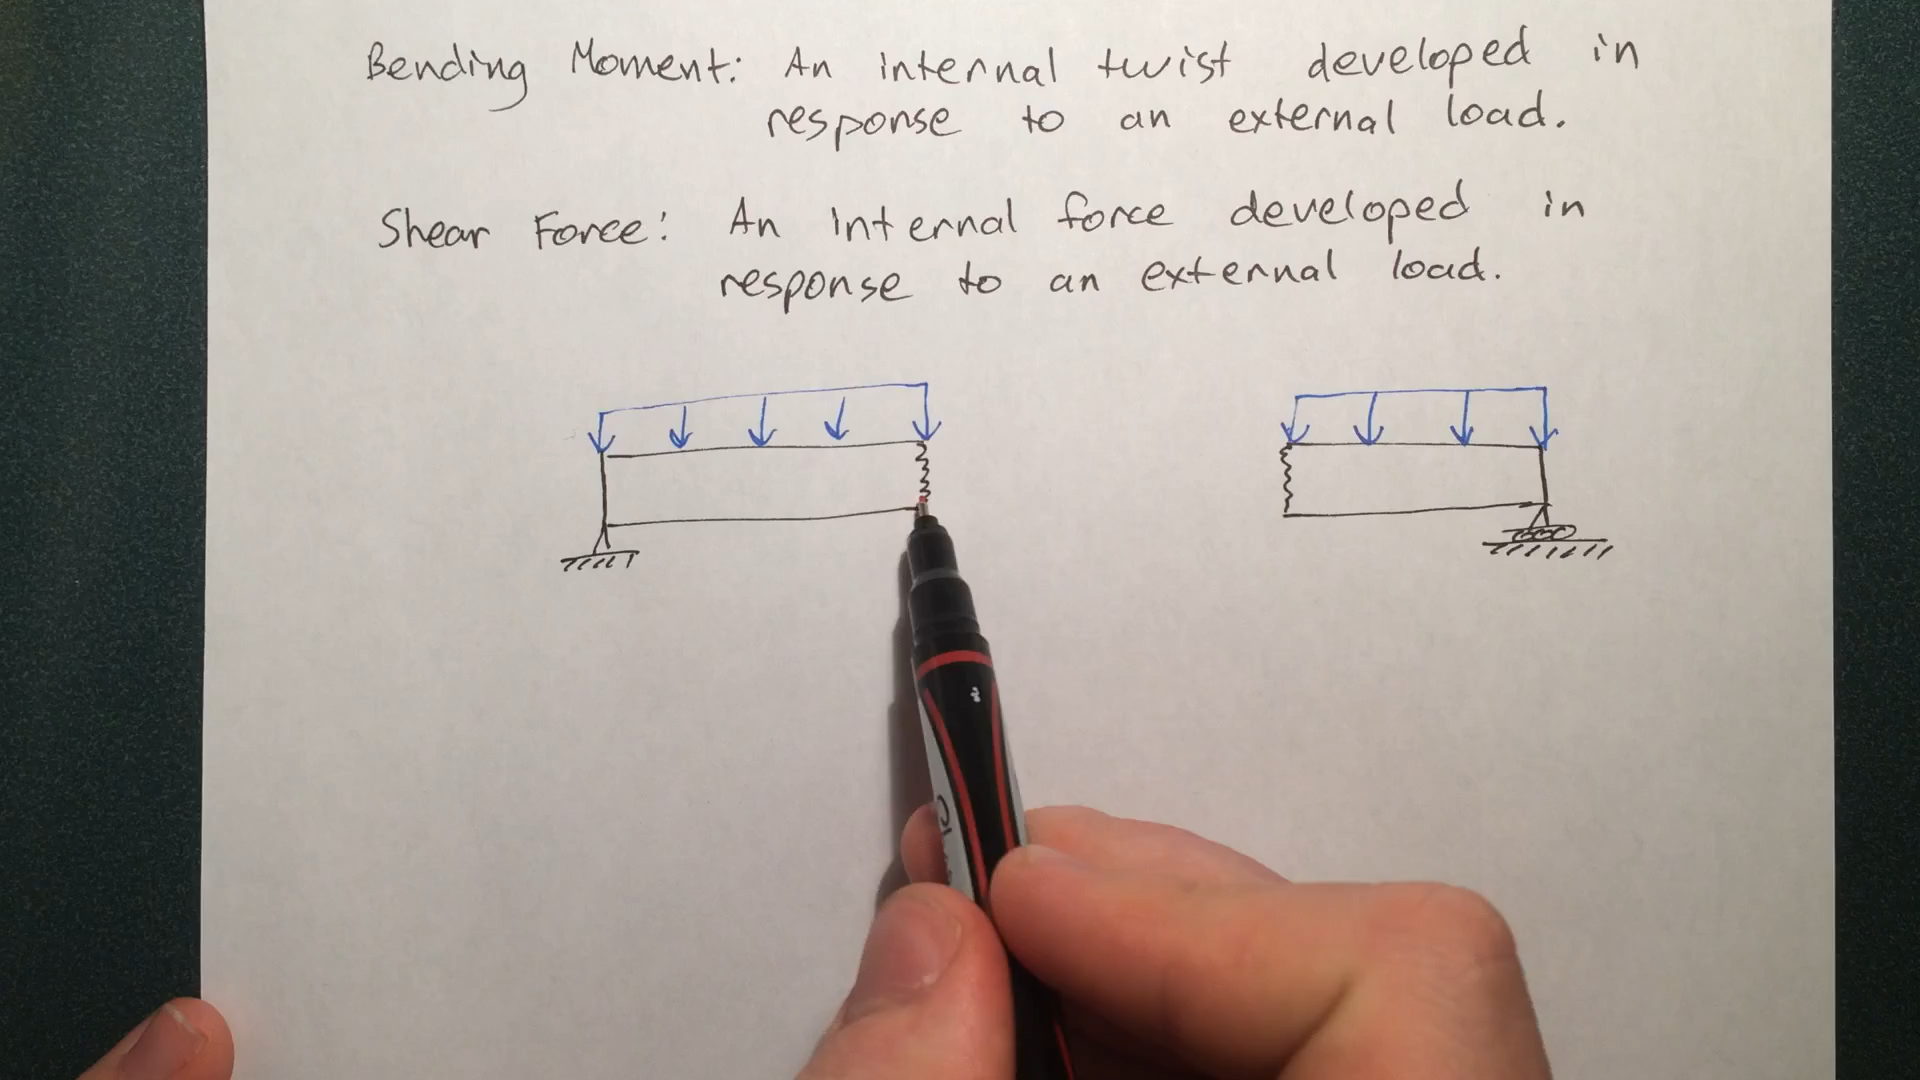 Bending Moment: An internal twist developed in
response to an external load.
Shear Force: An internal force developed in
response to an external load.